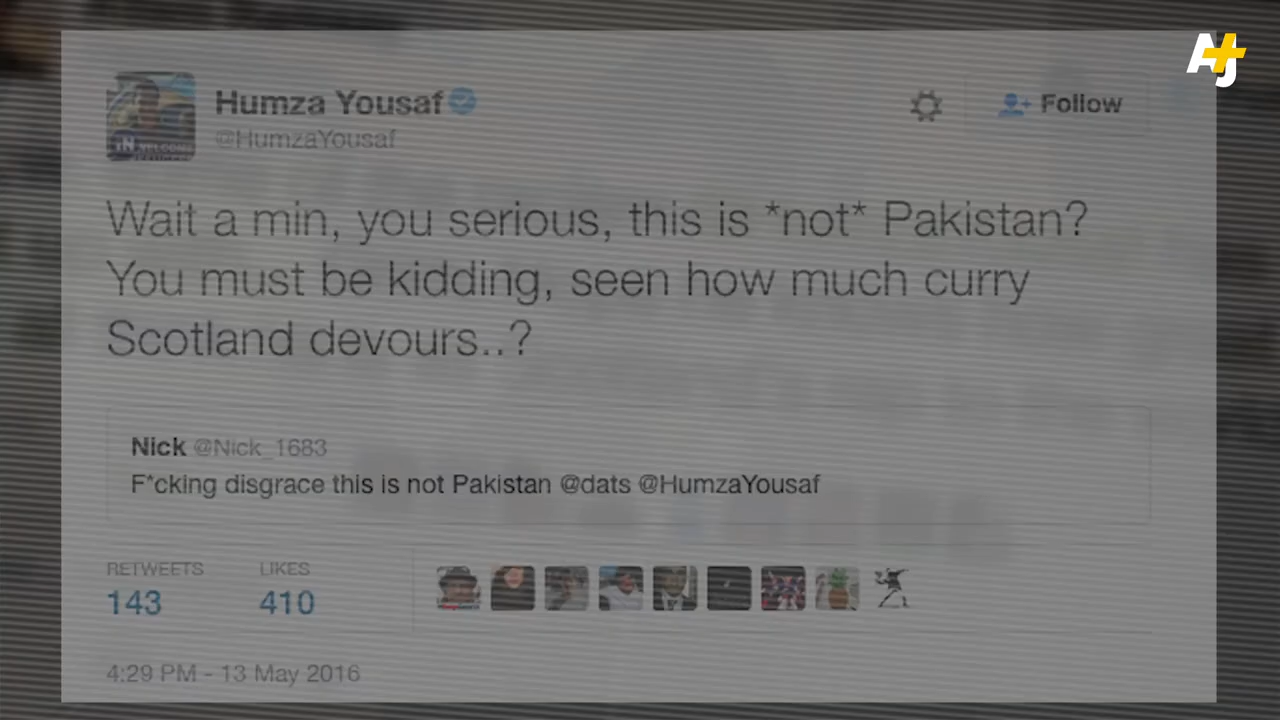 AJ+
Humza Yousaf
@HumzaYousaf
Follow
Wait a min, you serious, this is *not* Pakistan?
You must be kidding, seen how much curry
Scotland devours..?
Nick @Nick_1683
F*cking disgrace this is not Pakistan @dats @HumzaYousaf
RETWEETS LIKES
143 410
4:29 PM - 13 May 2016